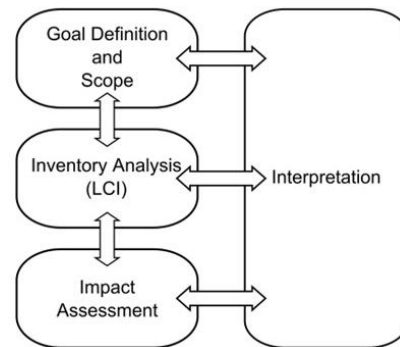 Goal Definition
and
Scope
Inventory Analysis
(LCI)
Interpretation
Impact
Assessment